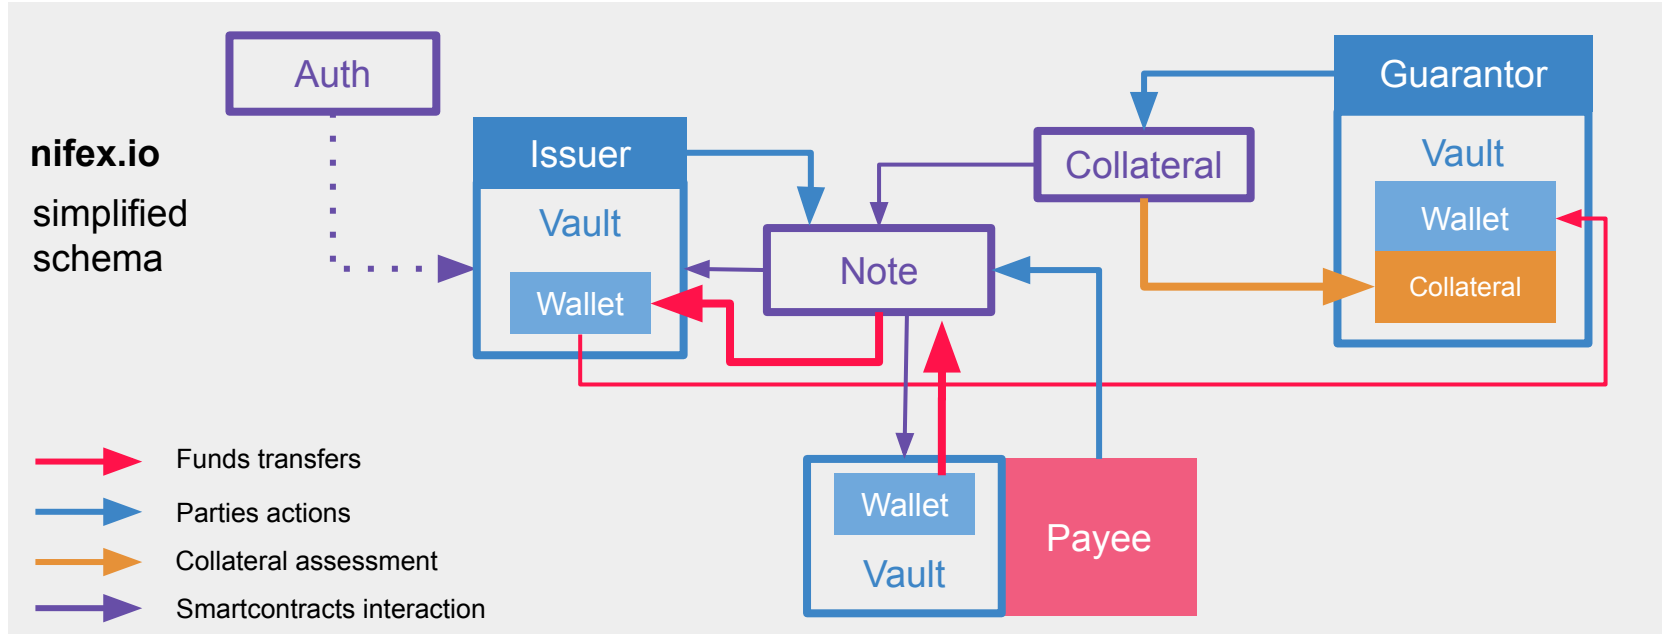 Auth
nifex.io
simplified
schema
Issuer
Vault
Wallet
Note
Collateral
Guarantor
Vault
Wallet
Collateral
Wallet
Vault
Payee
Funds transfers
Parties actions
Collateral assessment
Smartcontracts interaction